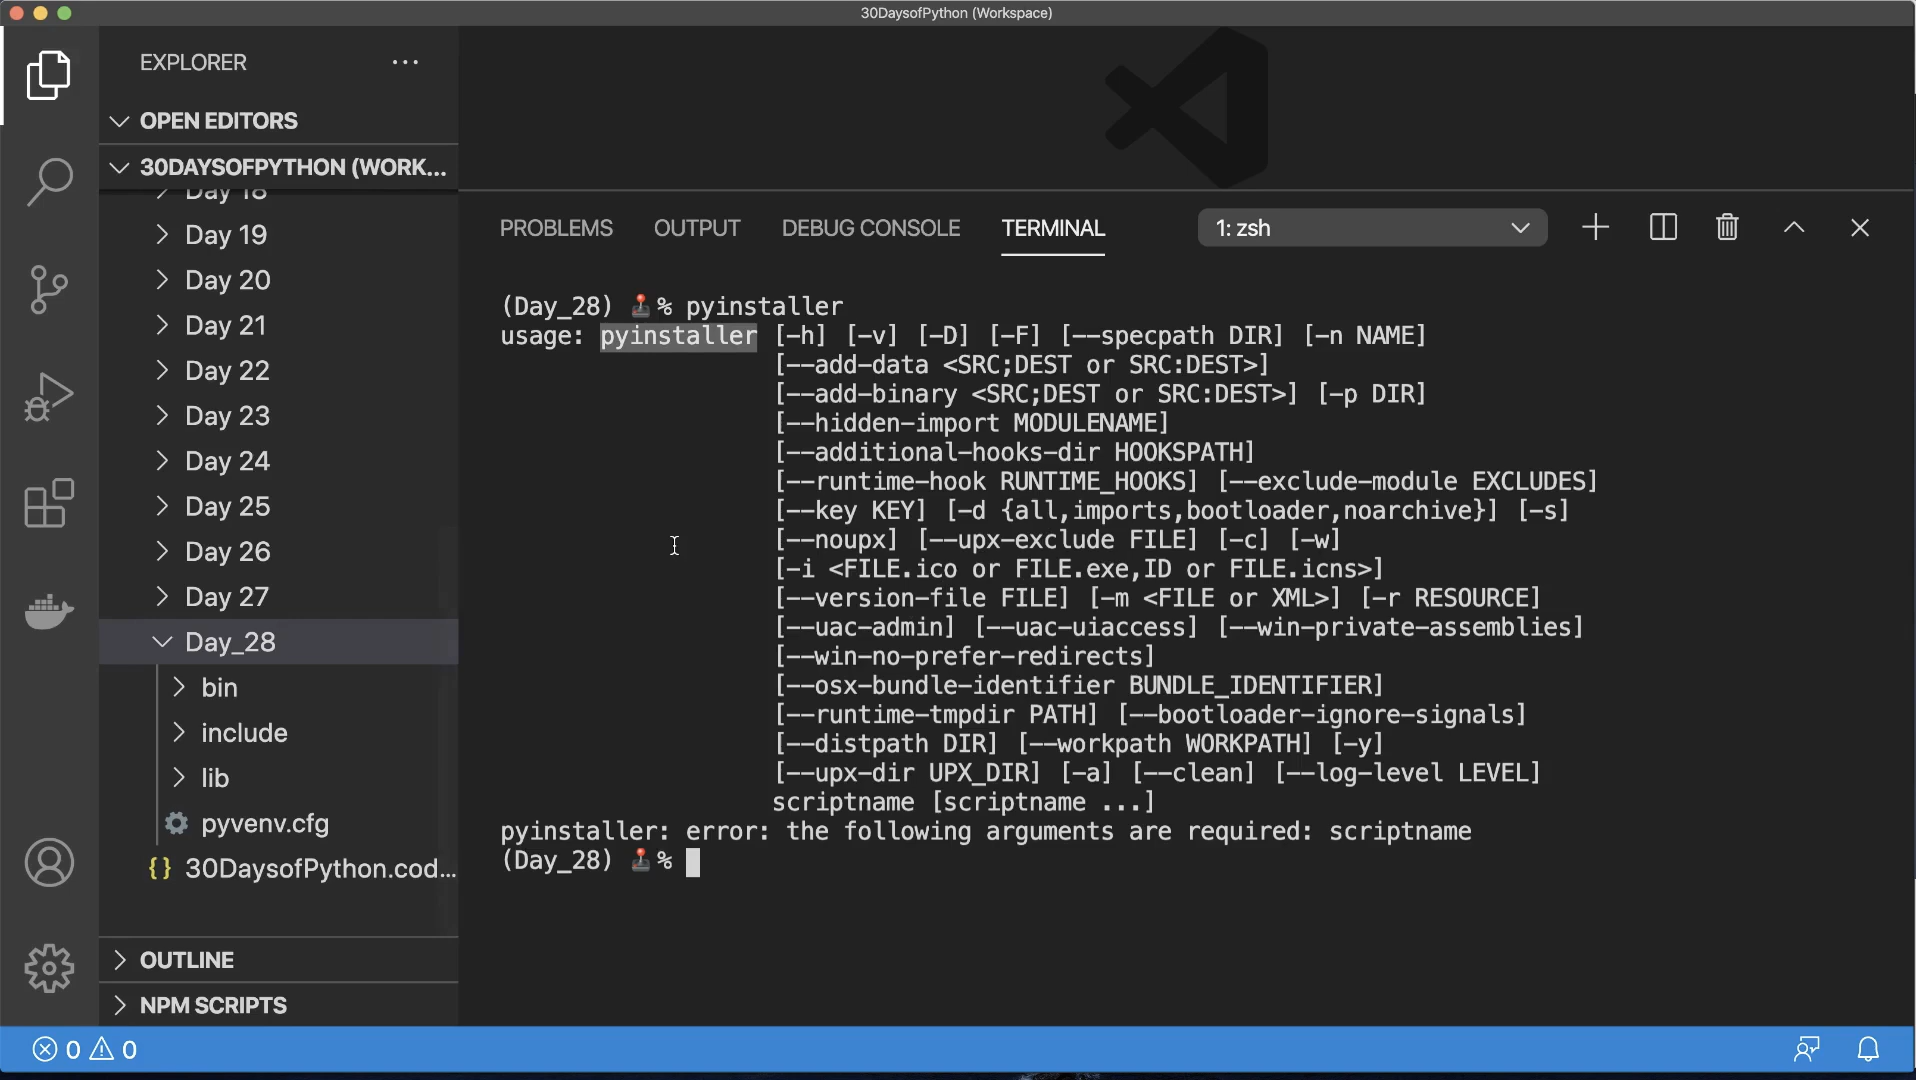 30DaysofPython (Workspace)
EXPLORER
OPEN EDITORS
30DAYSOFPYTHON (WORK...
Day 18
Day 19
Day 20
Day 21
Day 22
Day 23
Day 24
Day 25
Day 26
Day 27
Day_28
bin
include
lib
pyvenv.cfg
{} 30DaysofPython.cod...
OUTLINE
NPM SCRIPTS
PROBLEMS OUTPUT DEBUG CONSOLE TERMINAL 1: zsh
(Day_28) 🕹% pyinstaller
usage: pyinstaller [-h] [-v] [-D] [-F] [--specpath DIR] [-n NAME]
[--add-data <SRC;DEST or SRC:DEST>]
[--add-binary <SRC;DEST or SRC:DEST>] [-p DIR]
[--hidden-import MODULENAME]
[--additional-hooks-dir HOOKSPATH]
[--runtime-hook RUNTIME_HOOKS] [--exclude-module EXCLUDES]
[--key KEY] [-d {all,imports,bootloader,noarchive}] [-s]
[--noupx] [--upx-exclude FILE] [-c] [-w]
[-i <FILE.ico or FILE.exe,ID or FILE.icns>]
[--version-file FILE] [-m <FILE or XML>] [-r RESOURCE]
[--uac-admin] [--uac-uiaccess] [--win-private-assemblies]
[--win-no-prefer-redirects]
[--osx-bundle-identifier BUNDLE_IDENTIFIER]
[--runtime-tmpdir PATH] [--bootloader-ignore-signals]
[--distpath DIR] [--workpath WORKPATH] [-y]
[--upx-dir UPX_DIR] [-a] [--clean] [--log-level LEVEL]
scriptname [scriptname ...]
pyinstaller: error: the following arguments are required: scriptname
(Day_28) 🕹%
0 0